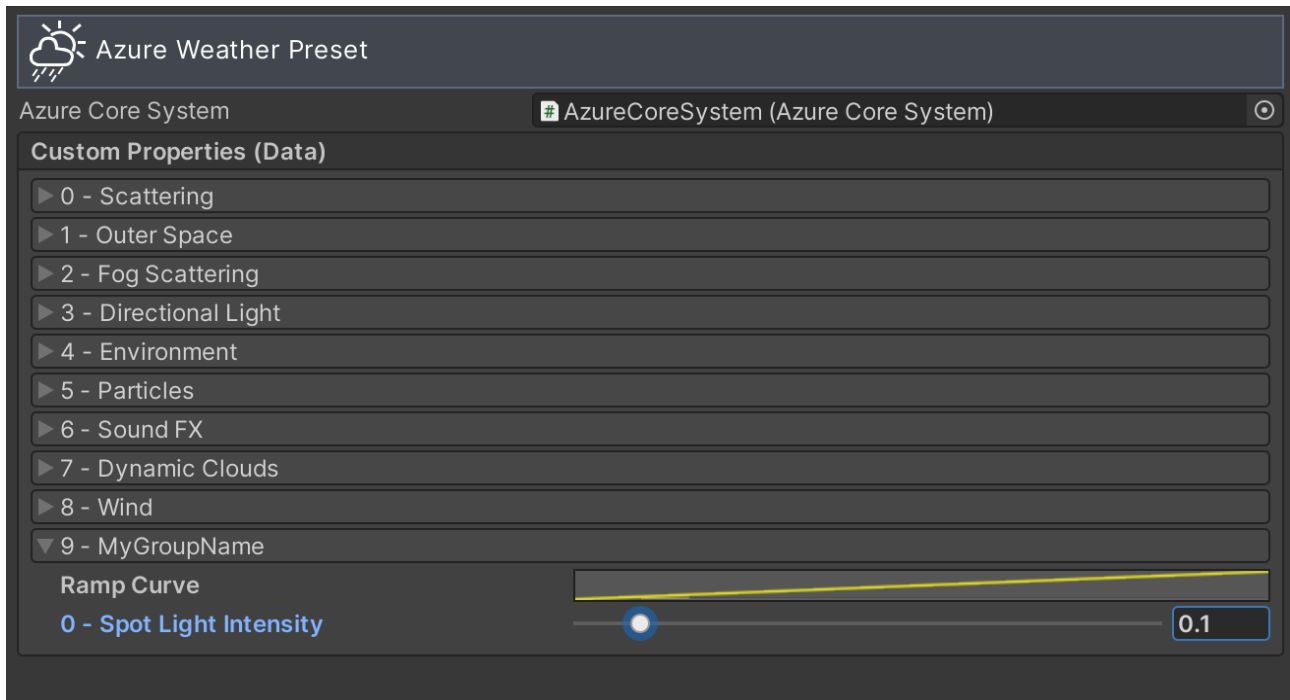 Azure Weather Preset
Azure Core System # AzureCoreSystem (Azure Core System)
Custom Properties (Data)
0 - Scattering
1 - Outer Space
2 - Fog Scattering
3 - Directional Light
4 - Environment
5 - Particles
6 - Sound FX
7 - Dynamic Clouds
8 - Wind
9 - MyGroupName
Ramp Curve
0 - Spot Light Intensity 0.1